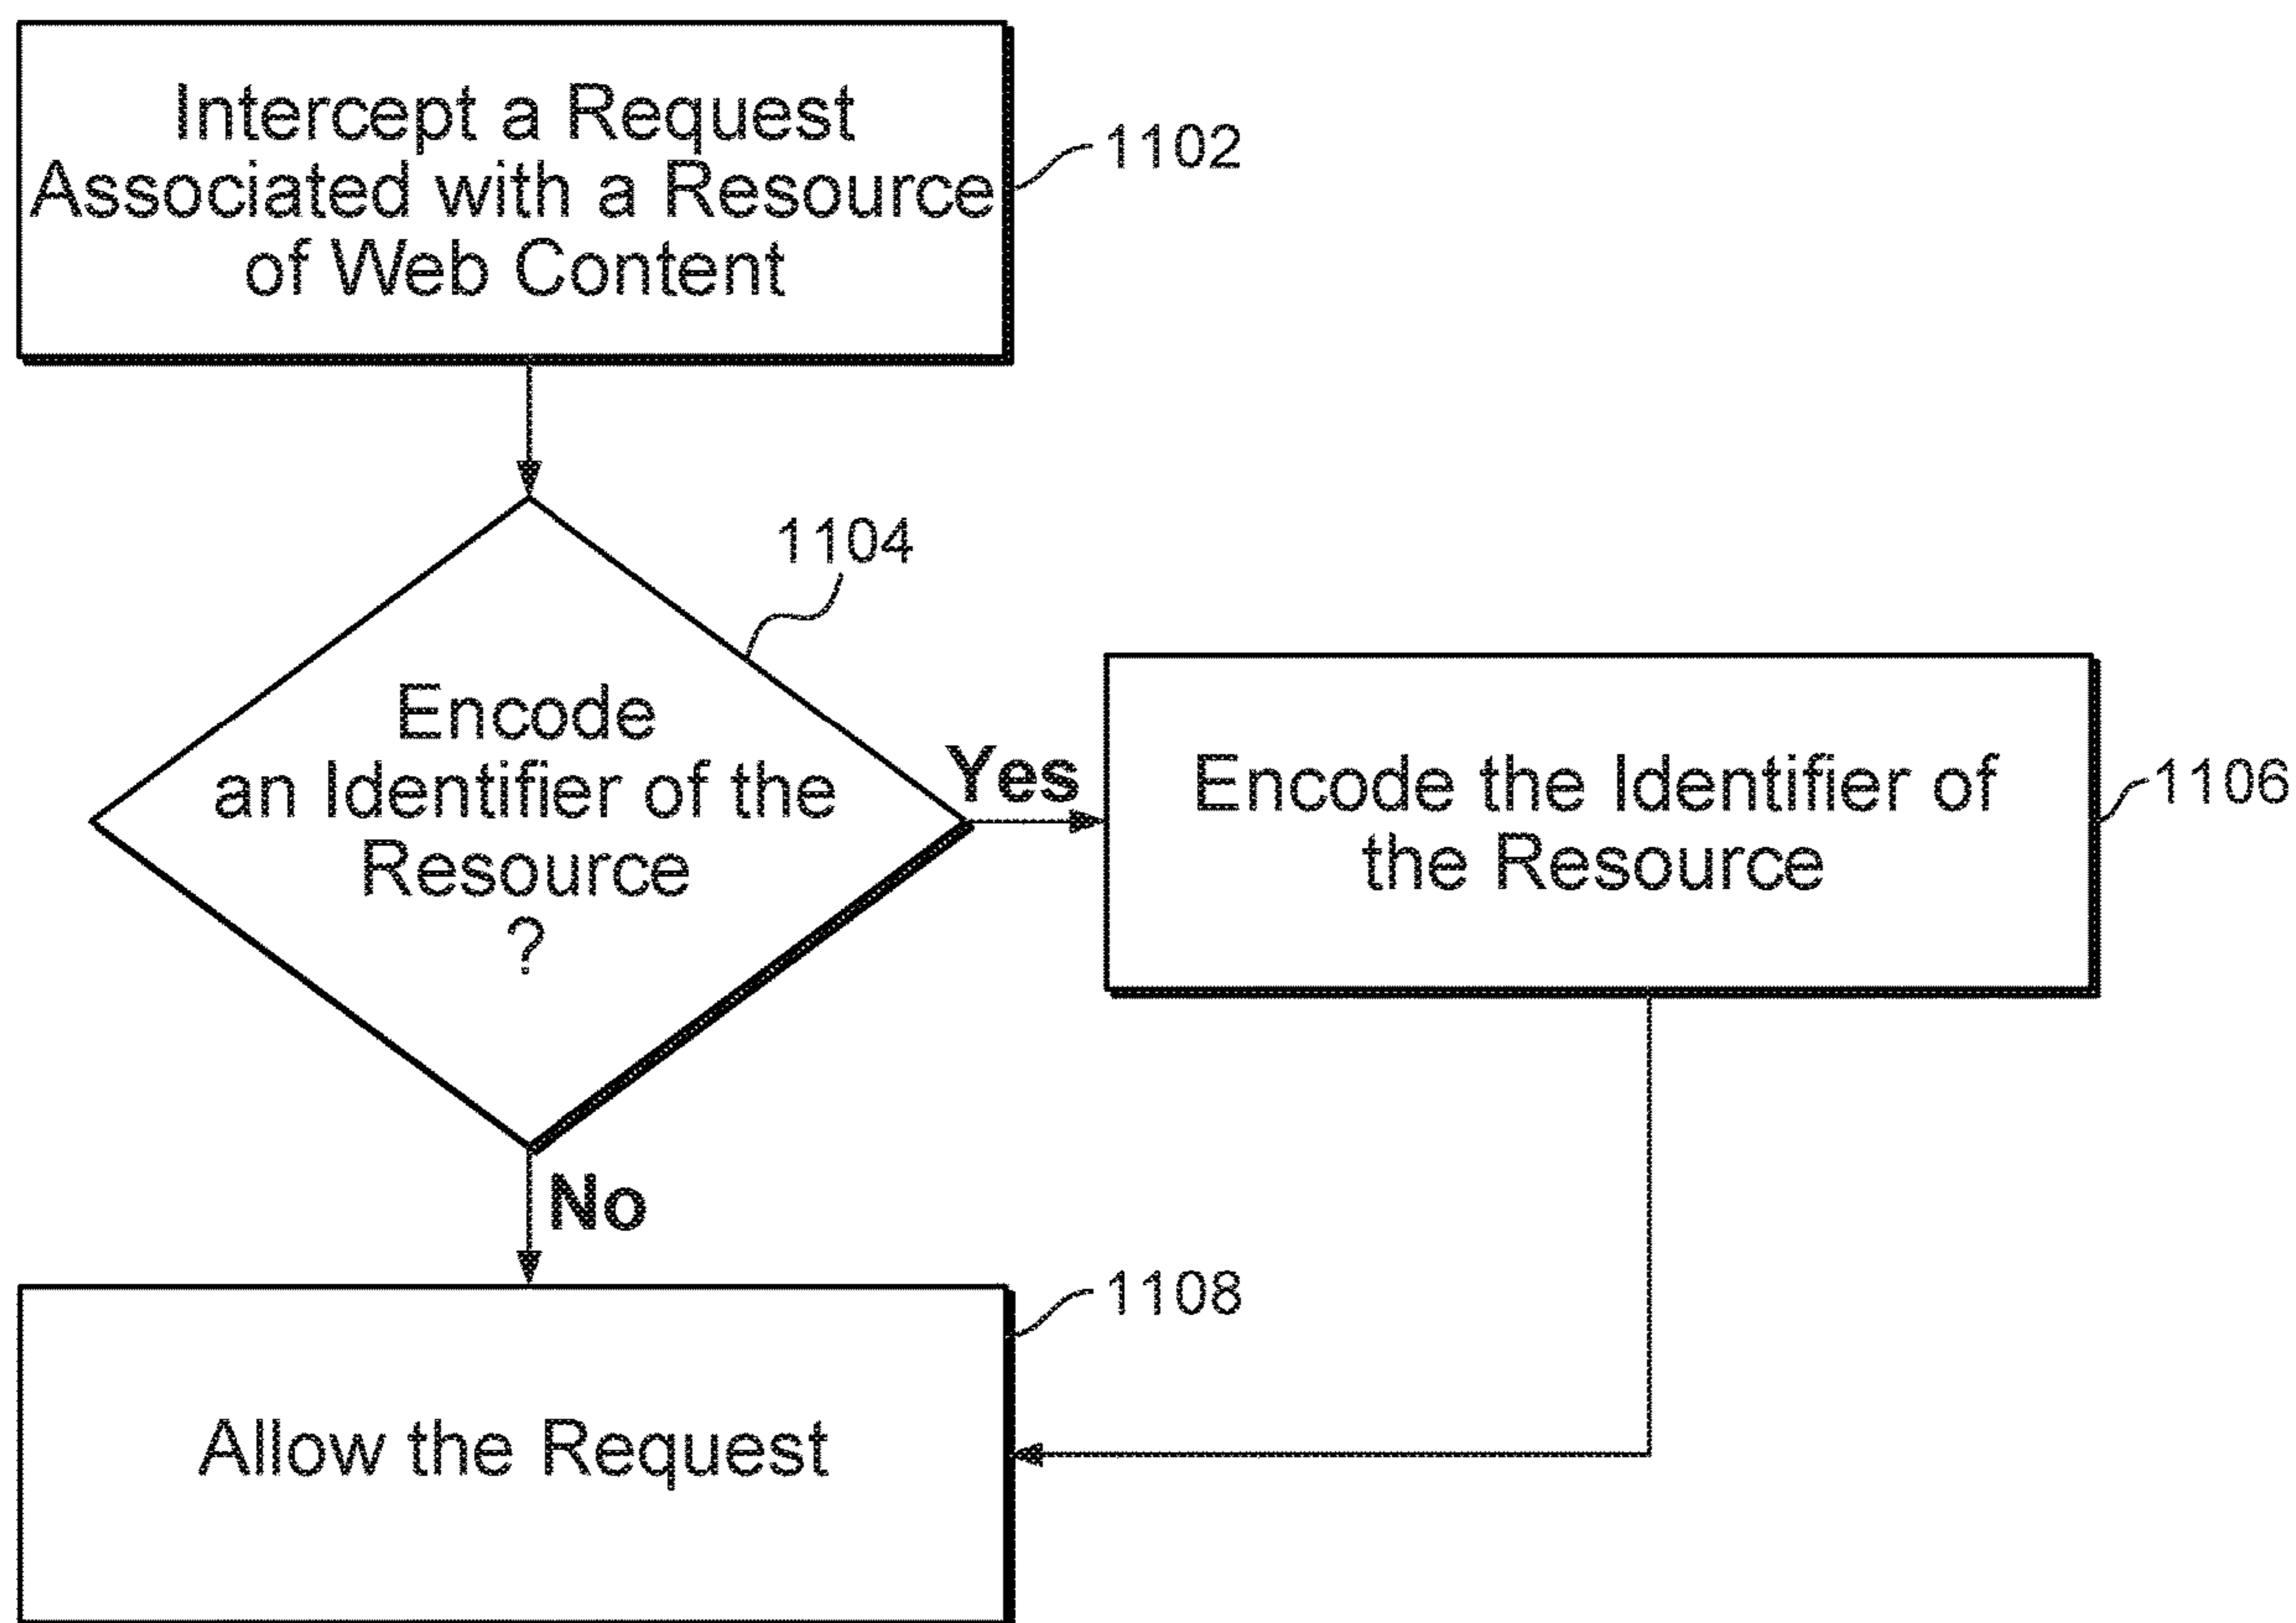 Intercept a Request
Associated with a Resource
of Web Content
1102
1104
Encode
an Identifier of the
Resource
?
Yes
Encode the Identifier of
the Resource
1106
No
1108
Allow the Request